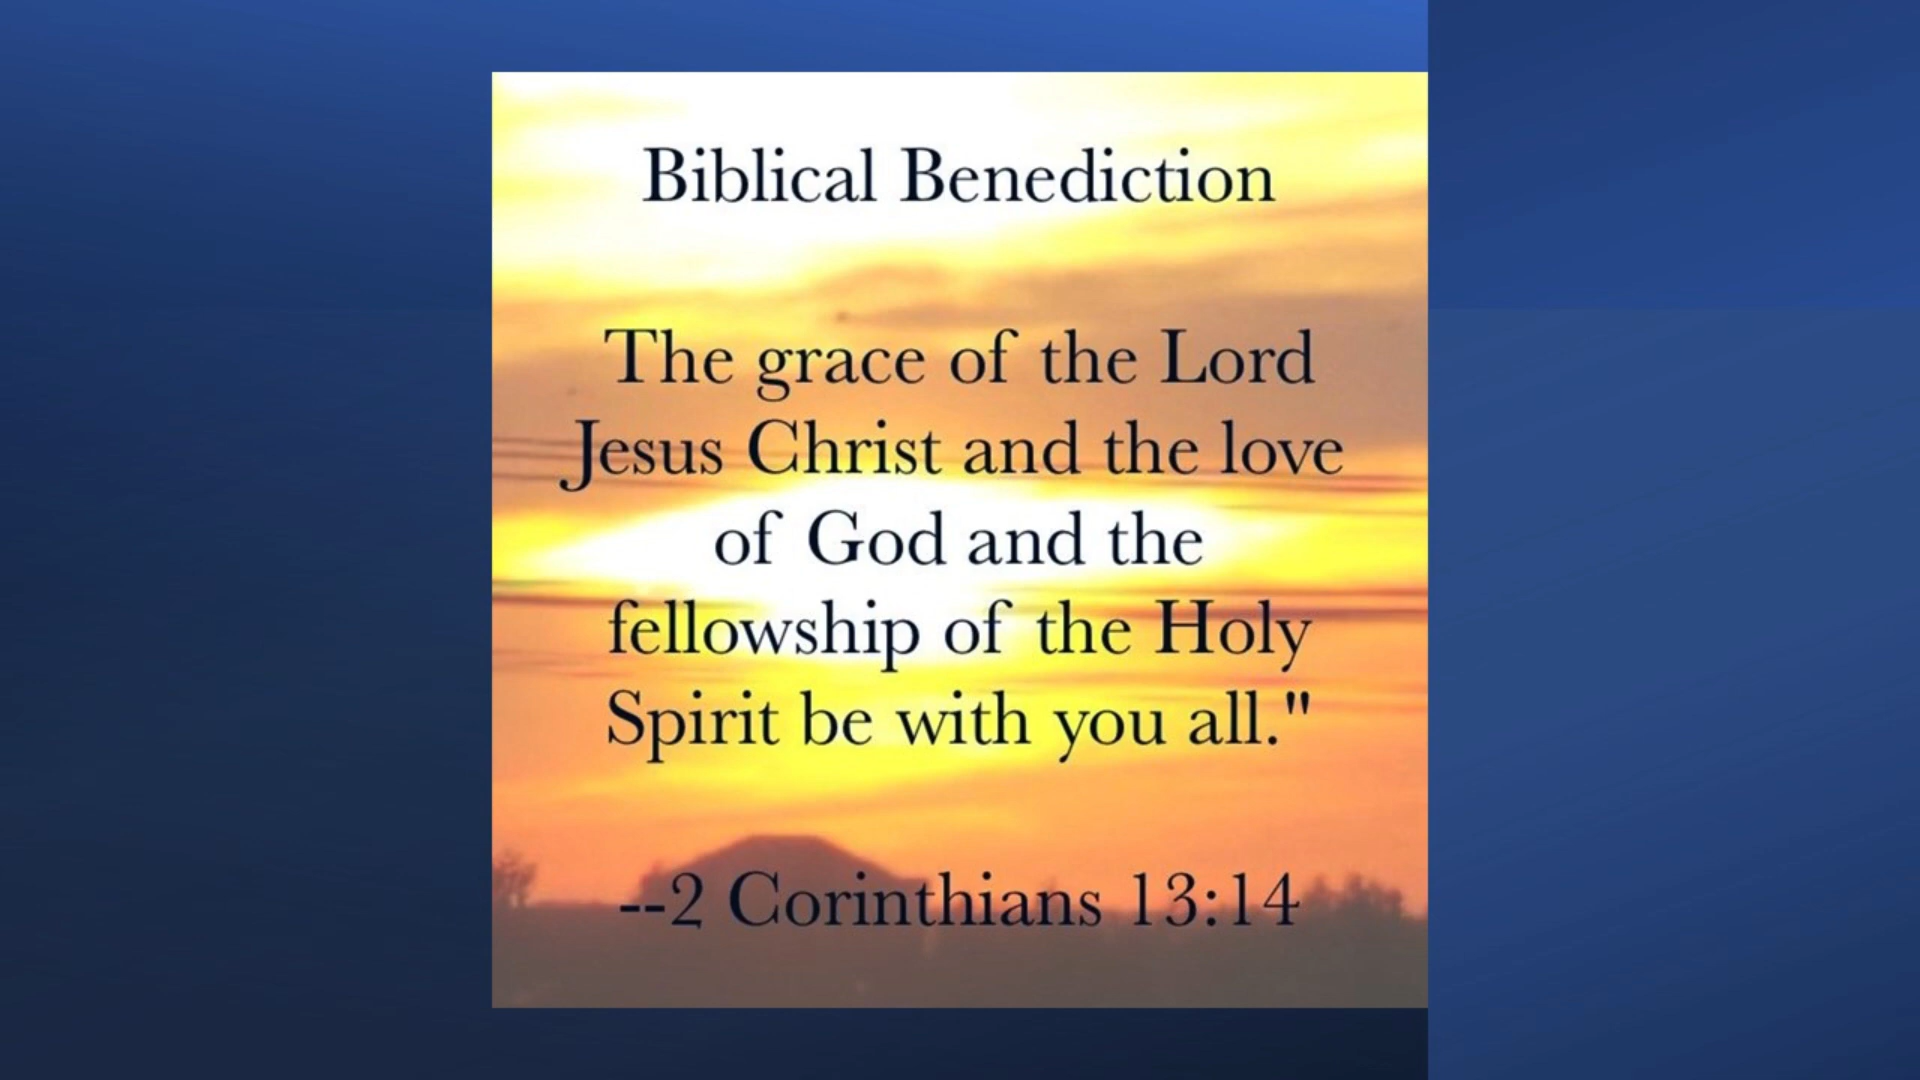 Biblical Benediction
The grace of the Lord
Jesus Christ and the love
of God and the
fellowship of the Holy
Spirit be with you all."
--2 Corinthians 13:14